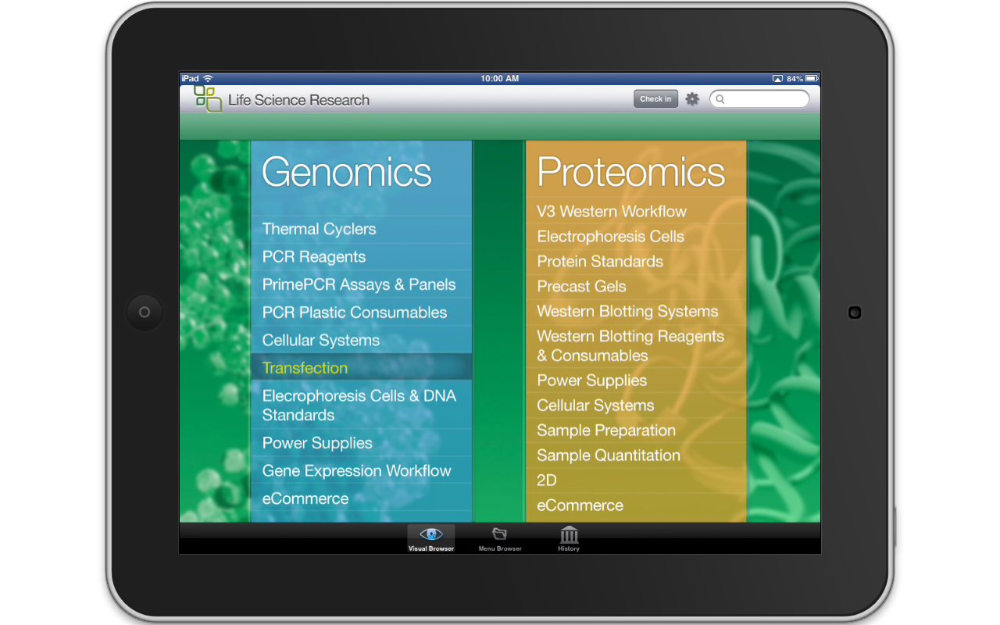 iPad 10:00 AM 84%
Life Science Research Check in
Genomics
Thermal Cyclers
PCR Reagents
PrimePCR Assays & Panels
PCR Plastic Consumables
Cellular Systems
Transfection
Elecrophoresis Cells & DNA
Standards
Power Supplies
Gene Expression Workflow
eCommerce
Proteomics
V3 Western Workflow
Electrophoresis Cells
Protein Standards
Precast Gels
Western Blotting Systems
Western Blotting Reagents
& Consumables
Power Supplies
Cellular Systems
Sample Preparation
Sample Quantitation
2D
eCommerce
Visual Browser Menu Browser History